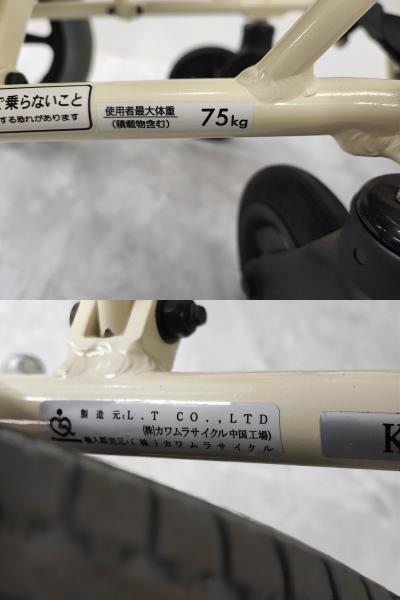 で乗らないこと
する恐れがあります
使用者最大体重
(積載物含む)
75kg
製造元:L.T CO.,LTD
(株)カワムラサイクル中国工場)
輸入販売元:(株)カワムラサイクル
K